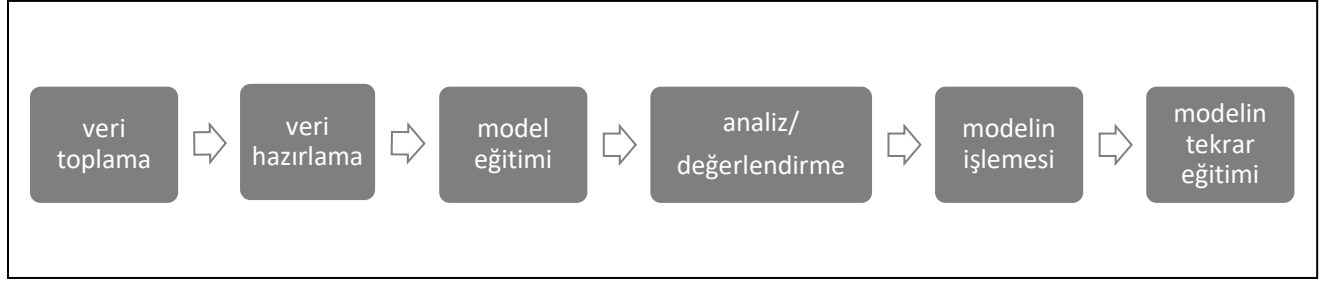 veri
toplama
veri
hazırlama
model
eğitimi
analiz/
değerlendirme
modelin
işlemesi
modelin
tekrar
eğitimi